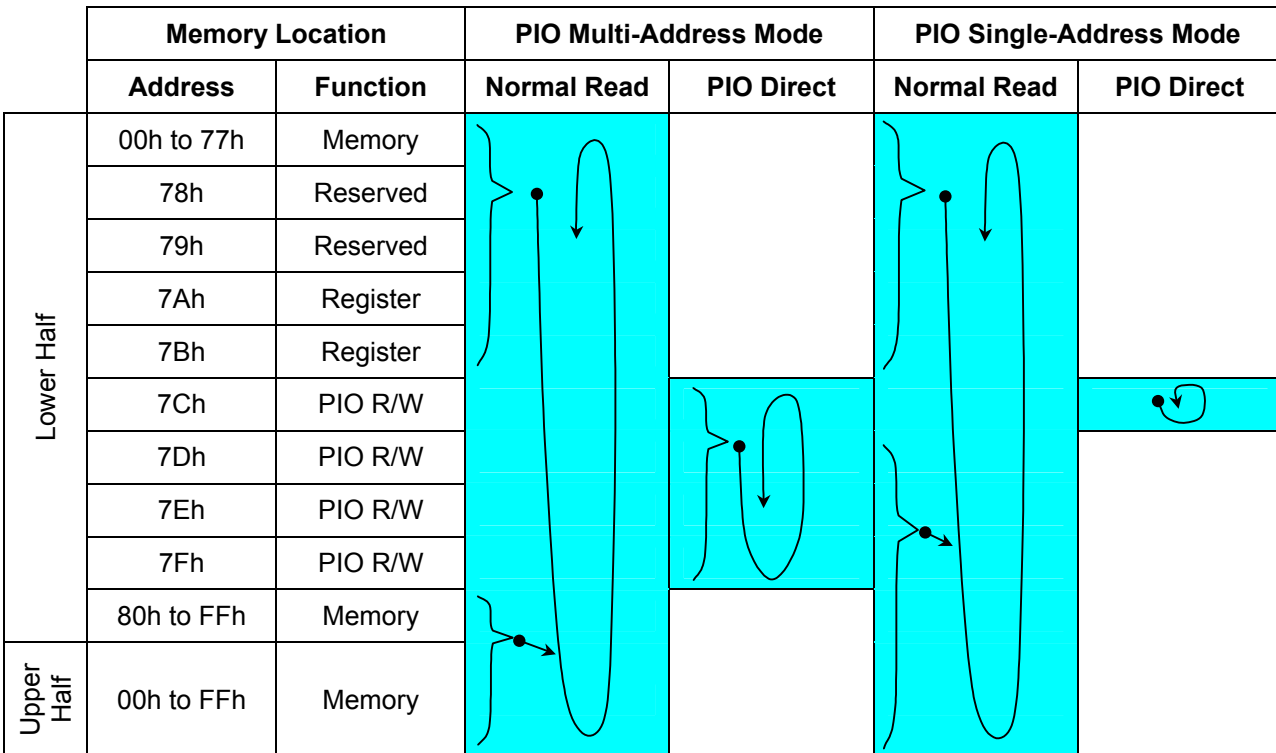 Memory Location PIO Multi-Address Mode PIO Single-Address Mode
Address Function Normal Read PIO Direct Normal Read PIO Direct
Lower Half
00h to 77h Memory
78h Reserved
79h Reserved
7Ah Register
7Bh Register
7Ch PIO R/W
7Dh PIO R/W
7Eh PIO R/W
7Fh PIO R/W
80h to FFh Memory
Upper
Half
00h to FFh Memory